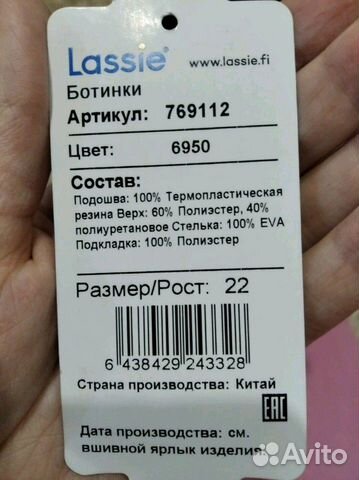 Lassie® www.lassie.fi
Ботинки
Артикул: 769112
Цвет: 6950
Состав:
Подошва: 100% Термопластическая
резина Верх: 60% Полиэстер, 40%
полиуретановое Стелька: 100% EVA
Подкладка: 100% Полиэстер
Размер/Рост: 22
6 438429 243328
Страна производства: Китай
EAC
Дата производства: см.
вшивной ярлык изделия.
Avito